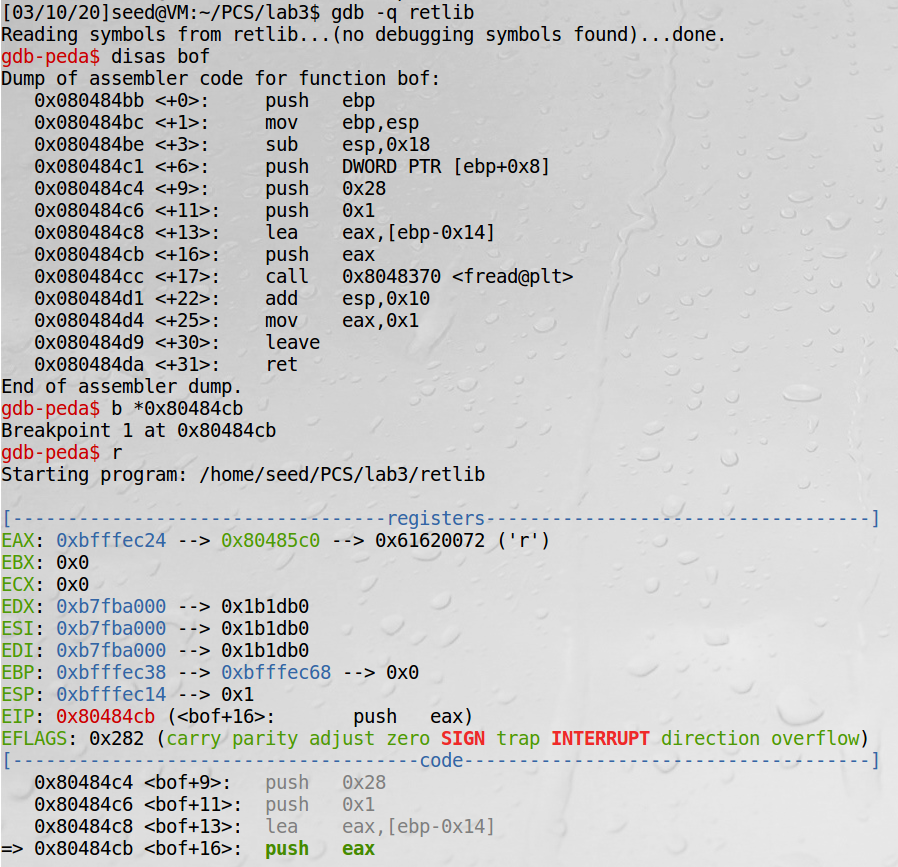 [03/10/20]seed@VM:~/PCS/lab3$ gdb -q retlib
Reading symbols from retlib...(no debugging symbols found)...done.
gdb-peda$ disas bof
Dump of assembler code for function bof:
   0x080484bb <+0>:     push   ebp
   0x080484bc <+1>:     mov    ebp,esp
   0x080484be <+3>:     sub    esp,0x18
   0x080484c1 <+6>:     push   DWORD PTR [ebp+0x8]
   0x080484c4 <+9>:     push   0x28
   0x080484c6 <+11>:    push   0x1
   0x080484c8 <+13>:    lea    eax,[ebp-0x14]
   0x080484cb <+16>:    push   eax
   0x080484cc <+17>:    call   0x8048370 <fread@plt>
   0x080484d1 <+22>:    add    esp,0x10
   0x080484d4 <+25>:    mov    eax,0x1
   0x080484d9 <+30>:    leave
   0x080484da <+31>:    ret
End of assembler dump.
gdb-peda$ b *0x80484cb
Breakpoint 1 at 0x80484cb
gdb-peda$ r
Starting program: /home/seed/PCS/lab3/retlib
[----------------------------------registers-----------------------------------]
EAX: 0xbfffec24 --> 0x80485c0 --> 0x61620072 ('r')
EBX: 0x0
ECX: 0x0
EDX: 0xb7fba000 --> 0x1b1db0
ESI: 0xb7fba000 --> 0x1b1db0
EDI: 0xb7fba000 --> 0x1b1db0
EBP: 0xbfffec38 --> 0xbfffec68 --> 0x0
ESP: 0xbfffec14 --> 0x1
EIP: 0x80484cb (<bof+16>:       push   eax)
EFLAGS: 0x282 (carry parity adjust zero SIGN trap INTERRUPT direction overflow)
[-------------------------------------code-------------------------------------]
   0x80484c4 <bof+9>:   push   0x28
   0x80484c6 <bof+11>:  push   0x1
   0x80484c8 <bof+13>:  lea    eax,[ebp-0x14]
=> 0x80484cb <bof+16>:  push   eax